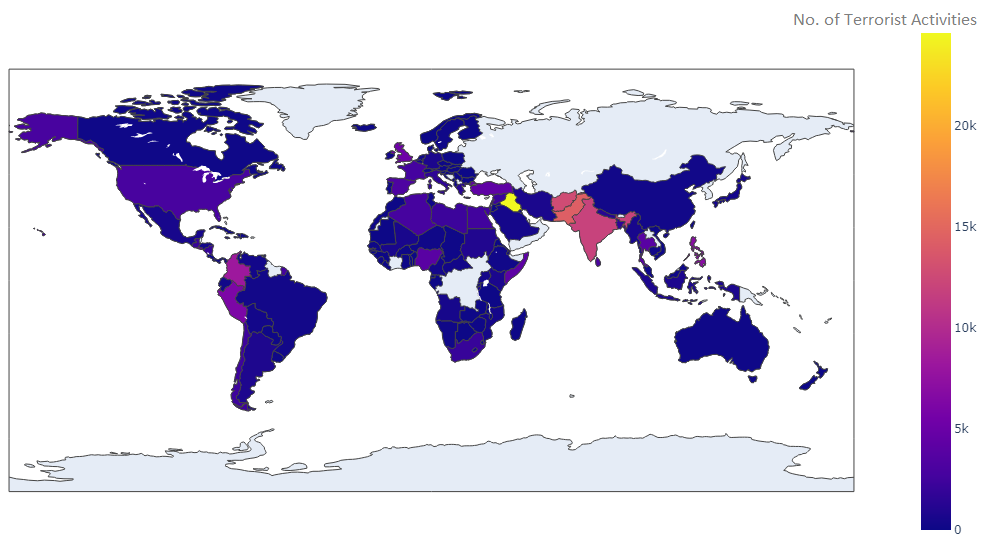 No. of Terrorist Activities
20k
15k
10k
5k
0